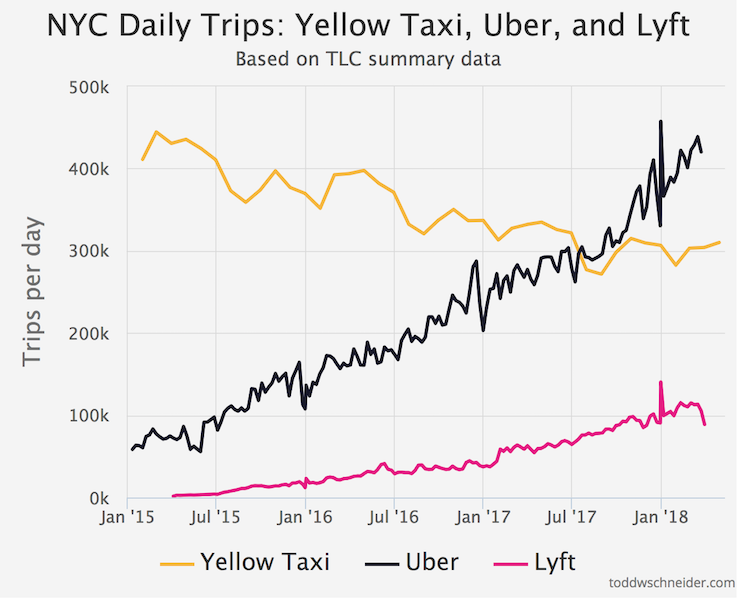 NYC Daily Trips: Yellow Taxi, Uber, and Lyft
Based on TLC summary data
Trips per day
500k
400k
300k
200k
100k
0k
Jan '15 Jul '15 Jan '16 Jul '16 Jan '17 Jul '17 Jan '18
Yellow Taxi Uber Lyft
toddwschneider.com